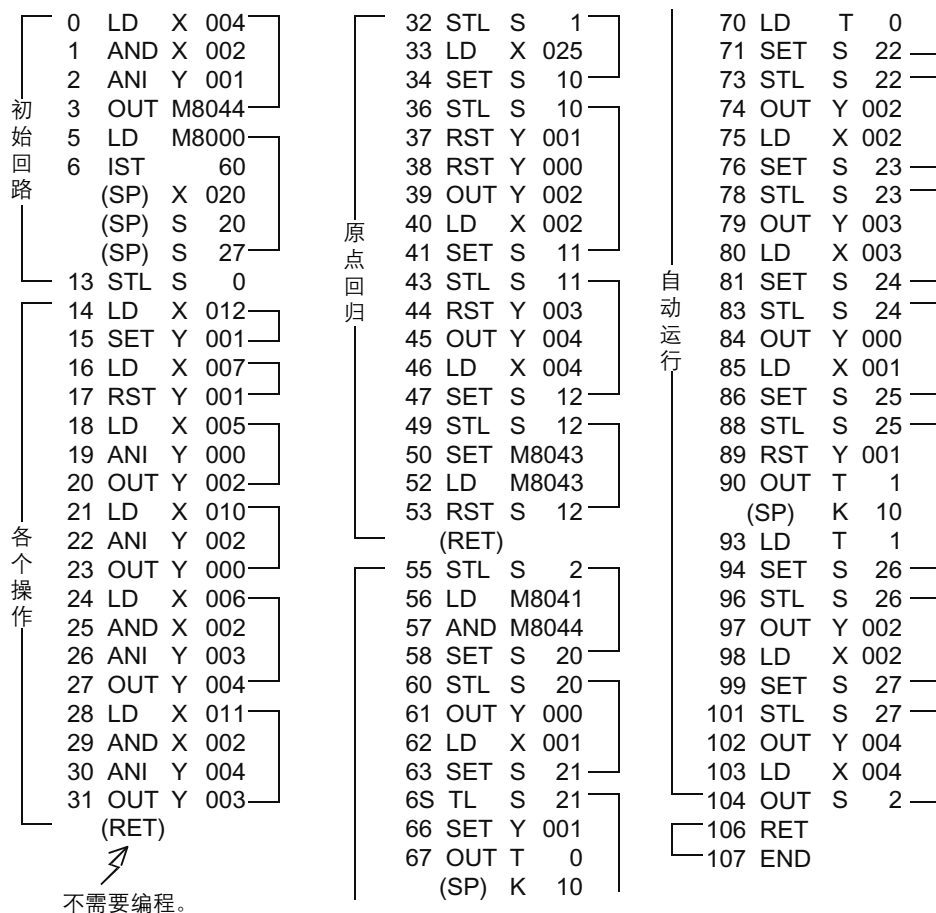 初始回路
0 LD X 004
1 AND X 002
2 ANI Y 001
3 OUT M8044
5 LD M8000
6 IST 60
(SP) X 020
(SP) S 20
(SP) S 27
13 STL S 0
各个操作
14 LD X 012
15 SET Y 001
16 LD X 007
17 RST Y 001
18 LD X 005
19 ANI Y 000
20 OUT Y 002
21 LD X 010
22 ANI Y 002
23 OUT Y 000
24 LD X 006
25 AND X 002
26 ANI Y 003
27 OUT Y 004
28 LD X 011
29 AND X 002
30 ANI Y 004
31 OUT Y 003
(RET)
不需要编程。
原点回归
32 STL S 1
33 LD X 025
34 SET S 10
36 STL S 10
37 RST Y 001
38 RST Y 000
39 OUT Y 002
40 LD X 002
41 SET S 11
43 STL S 11
44 RST Y 003
45 OUT Y 004
46 LD X 004
47 SET S 12
49 STL S 12
50 SET M8043
52 LD M8043
53 RST S 12
(RET)
55 STL S 2
56 LD M8041
57 AND M8044
58 SET S 20
60 STL S 20
61 OUT Y 000
62 LD X 001
63 SET S 21
6S TL S 21
66 SET Y 001
67 OUT T 0
(SP) K 10
自动运行
70 LD T 0
71 SET S 22
73 STL S 22
74 OUT Y 002
75 LD X 002
76 SET S 23
78 STL S 23
79 OUT Y 003
80 LD X 003
81 SET S 24
83 STL S 24
84 OUT Y 000
85 LD X 001
86 SET S 25
88 STL S 25
89 RST Y 001
90 OUT T 1
(SP) K 10
93 LD T 1
94 SET S 26
96 STL S 26
97 OUT Y 002
98 LD X 002
99 SET S 27
101 STL S 27
102 OUT Y 004
103 LD X 004
104 OUT S 2
106 RET
107 END